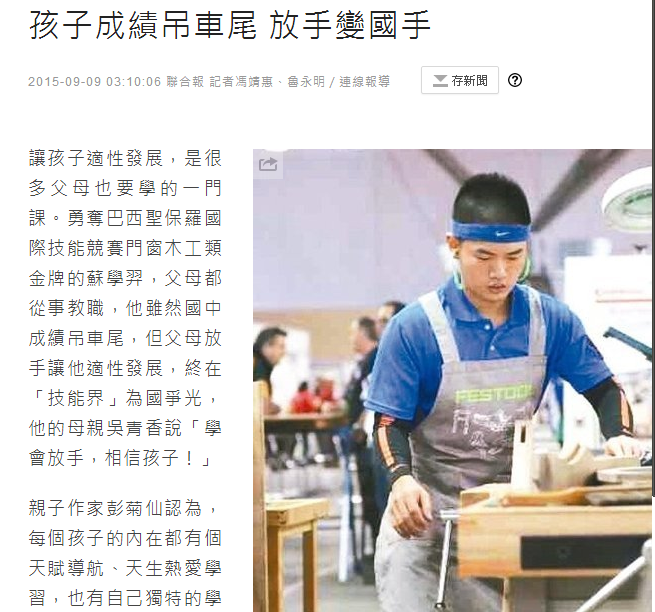 孩子成績吊車尾 放手變國手
2015-09-09 03:10:06 聯合報 記者馮靖惠、魯永明╱連線報導
存新聞
讓孩子適性發展，是很
多父母也要學的一門
課。勇奪巴西聖保羅國
際技能競賽門窗木工類
金牌的蘇學羿，父母都
從事教職，他雖然國中
成績吊車尾，但父母放
手讓他適性發展，終在
「技能界」為國爭光，
他的母親吳青香說「學
會放手，相信孩子！」
親子作家彭菊仙認為，
每個孩子的內在都有個
天賦導航、天生熱愛學
習，也有自己獨特的學
FESTOOL